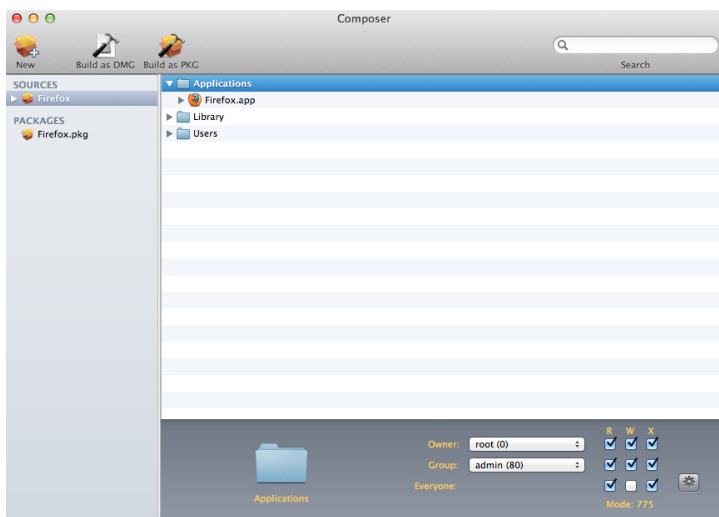 Composer
New
Build as DMG
Build as PKG
Search
SOURCES
Firefox
PACKAGES
Firefox.pkg
Applications
Firefox.app
Library
Users
Applications
R W X
Owner: root (0)
Group: admin (80)
Everyone:
Mode: 775